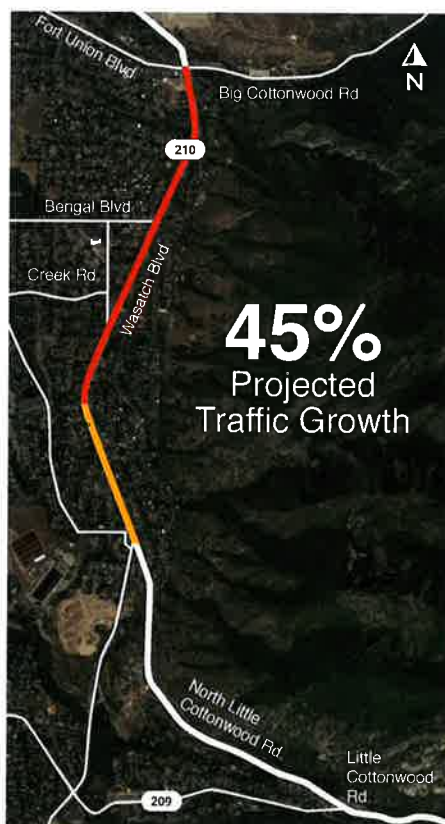 Fort Union Blvd
N
Big Cottonwood Rd
210
Bengal Blvd
Creek Rd
Wasatch Blvd
45%
Projected
Traffic Growth
North Little
Cottonwood Rd
Little
Cottonwood
Rd
209